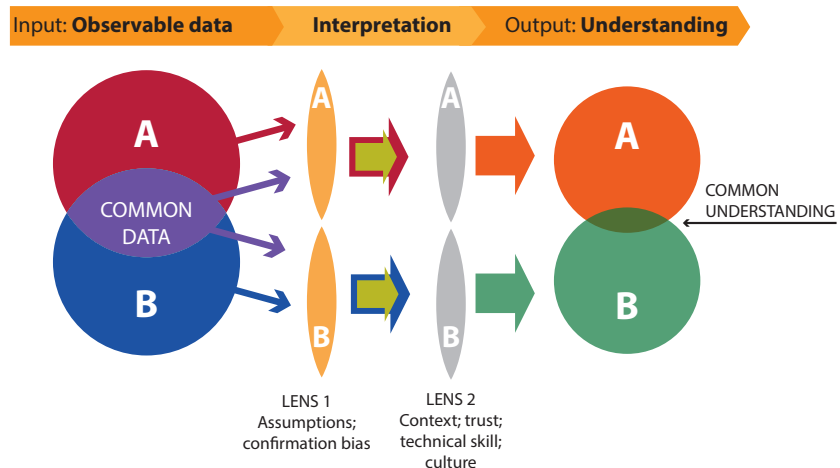 Input: Observable data
Interpretation
Output: Understanding
A
COMMON
DATA
B
A
B
A
B
A
B
COMMON
UNDERSTANDING
LENS 1
Assumptions;
confirmation bias
LENS 2
Context; trust;
technical skill;
culture